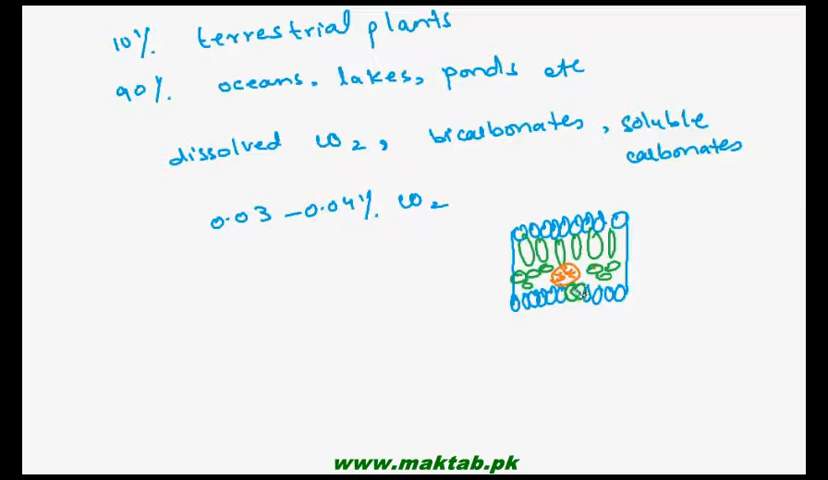 10% terrestrial plants
90% oceans, lakes, ponds etc
dissolved CO2, bicarbonates, soluble
carbonates
0.03 - 0.04% CO2
www.maktab.pk